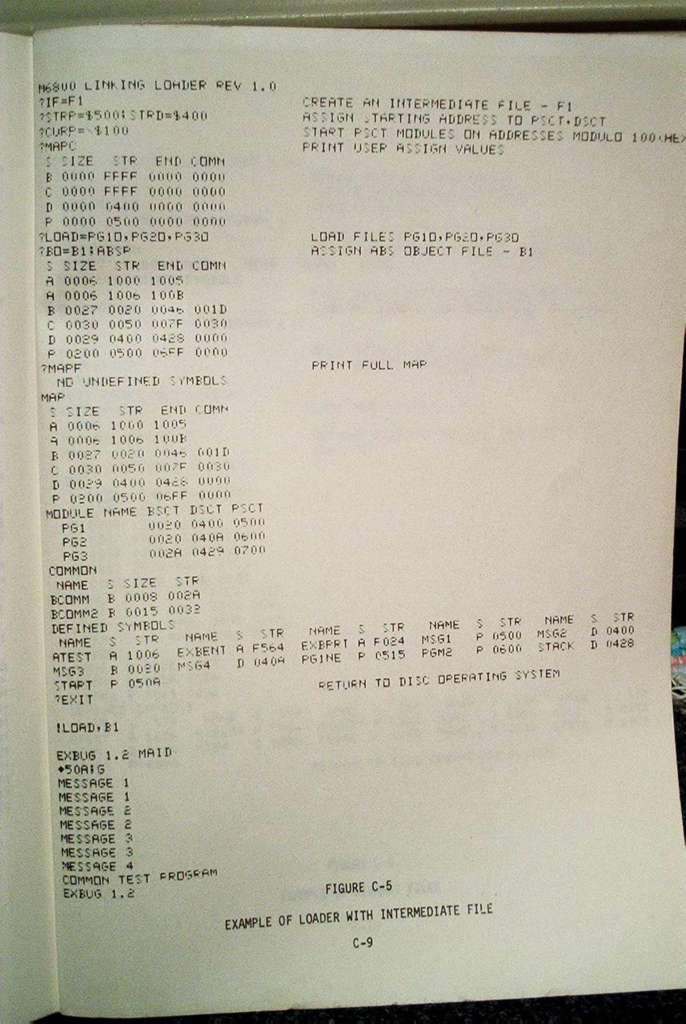 M6800 LINKING LOADER REV 1.0
?IF=F1 CREATE AN INTERMEDIATE FILE - F1
?STRP=$500;STRD=$400 ASSIGN STARTING ADDRESS TO PSCT,DSCT
?CURP=\$100 START PSCT MODULES ON ADDRESSES MODULO 100(HEX
?MAPC PRINT USER ASSIGN VALUES
S SIZE STR END COMN
B 0000 FFFF 0000 0000
C 0000 FFFF 0000 0000
D 0000 0400 0000 0000
P 0000 0500 0000 0000
?LOAD=PG1O,PG2O,PG3O LOAD FILES PG1O,PG2O,PG3O
?BO=B1;ABSP ASSIGN ABS OBJECT FILE - B1
S SIZE STR END COMN
A 0006 1000 1005
A 0006 1006 100B
B 0027 0020 0046 001D
C 0030 0050 007F 0030
D 0029 0400 0428 0000
P 0200 0500 06FF 0000
?MAPF PRINT FULL MAP
NO UNDEFINED SYMBOLS
MAP
S SIZE STR END COMN
A 0006 1000 1005
A 0006 1006 100B
B 0027 0020 0046 001D
C 0030 0050 007F 0030
D 0029 0400 0428 0000
P 0200 0500 06FF 0000
MODULE NAME BSCT DSCT PSCT
PG1 0020 0400 0500
PG2 0020 040A 0600
PG3 002A 0429 0700
COMMON
NAME S SIZE STR
BCOMM B 0008 002A
BCOMM2 B 0015 0032
DEFINED SYMBOLS
NAME S STR NAME S STR NAME S STR NAME S STR NAME S STR
ATEST A 1006 EXBENT A F564 EXBPRT A F024 MSG1 P 0500 MSG2 D 0400
MSG3 B 0020 MSG4 D 040A PG1NE P 0515 PGM2 P 0600 STACK D 0428
START P 050A
?EXIT RETURN TO DISC OPERATING SYSTEM
!LOAD,B1
EXBUG 1.2 MAID
*50A;G
MESSAGE 1
MESSAGE 1
MESSAGE 2
MESSAGE 2
MESSAGE 3
MESSAGE 3
MESSAGE 4
COMMON TEST PROGRAM
EXBUG 1.2
FIGURE C-5
EXAMPLE OF LOADER WITH INTERMEDIATE FILE
C-9